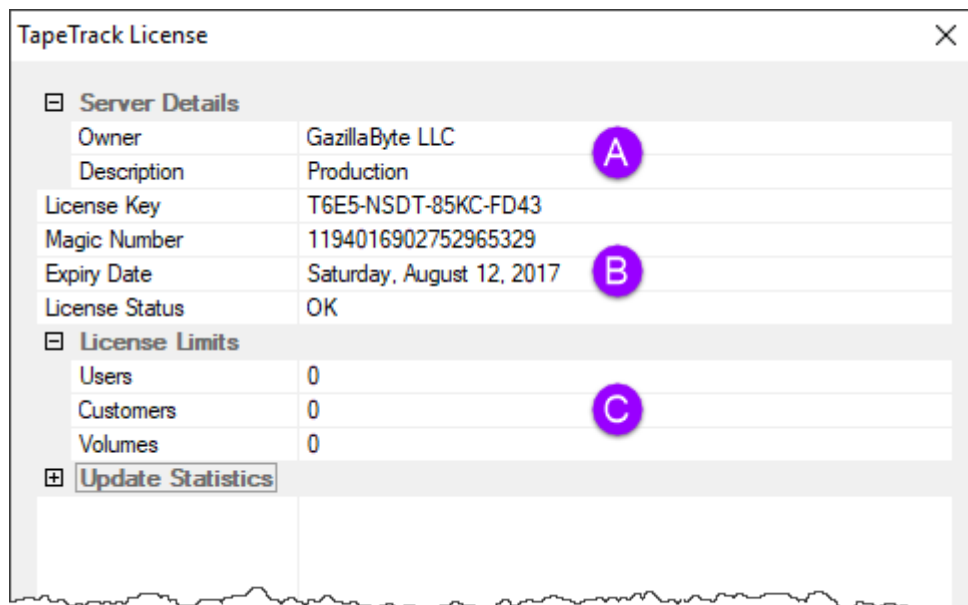 TapeTrack License
Server Details
Owner GazillaByte LLC
A
Description Production
License Key T6E5-NSDT-85KC-FD43
Magic Number 1194016902752965329
Expiry Date Saturday, August 12, 2017 B
License Status OK
License Limits
Users 0
Customers 0 C
Volumes 0
Update Statistics